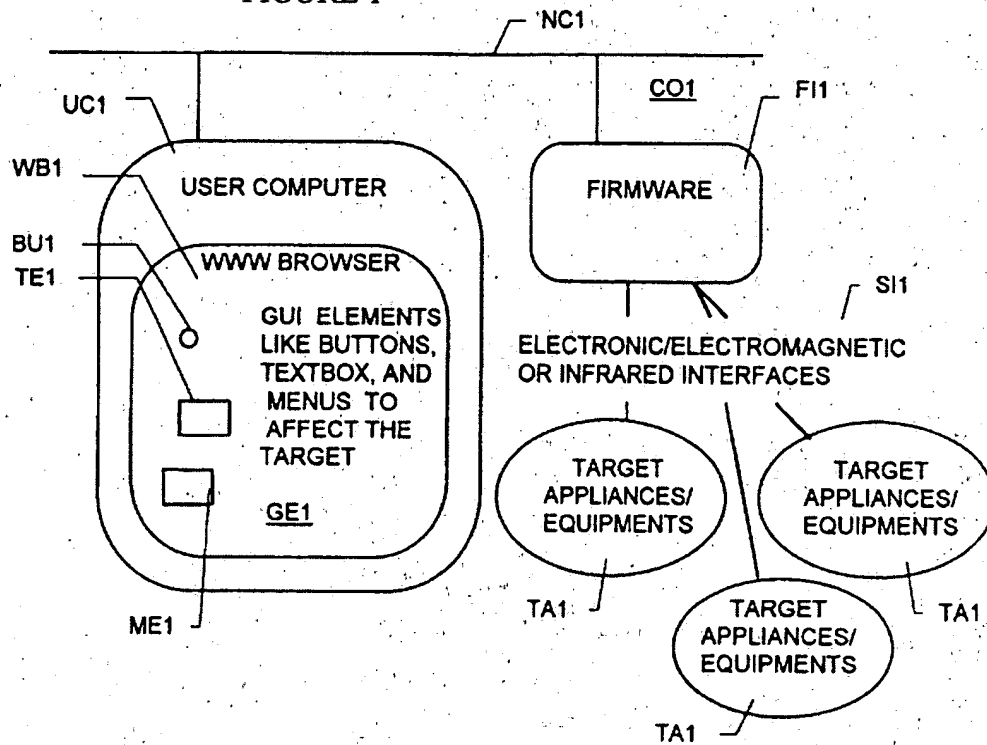 NC1
CO1
FI1
UC1
WB1
USER COMPUTER
FIRMWARE
BU1
TE1
WWW BROWSER
SI1
GUI ELEMENTS
LIKE BUTTONS,
TEXTBOX, AND
MENUS TO
AFFECT THE
TARGET
GE1
ELECTRONIC/ELECTROMAGNETIC
OR INFRARED INTERFACES
TARGET
APPLIANCES/
EQUIPMENTS
TARGET
APPLIANCES/
EQUIPMENTS
ME1
TA1
TARGET
APPLIANCES/
EQUIPMENTS
TA1
TA1